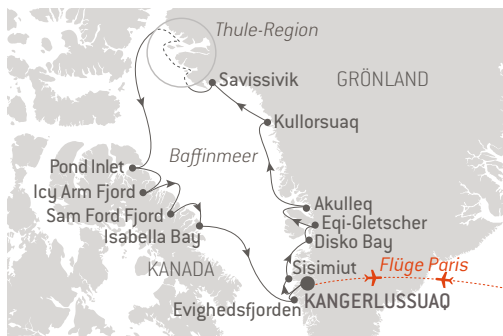 Thule-Region
Savissivik
GRÖNLAND
Kullorsuaq
Baffinmeer
Pond Inlet
Icy Arm Fjord
Sam Ford Fjord
Isabella Bay
Akulleq
Eqi-Gletscher
Disko Bay
KANADA
Sisimiut
Flüge Paris
Evighedsfjorden
KANGERLUSSUAQ